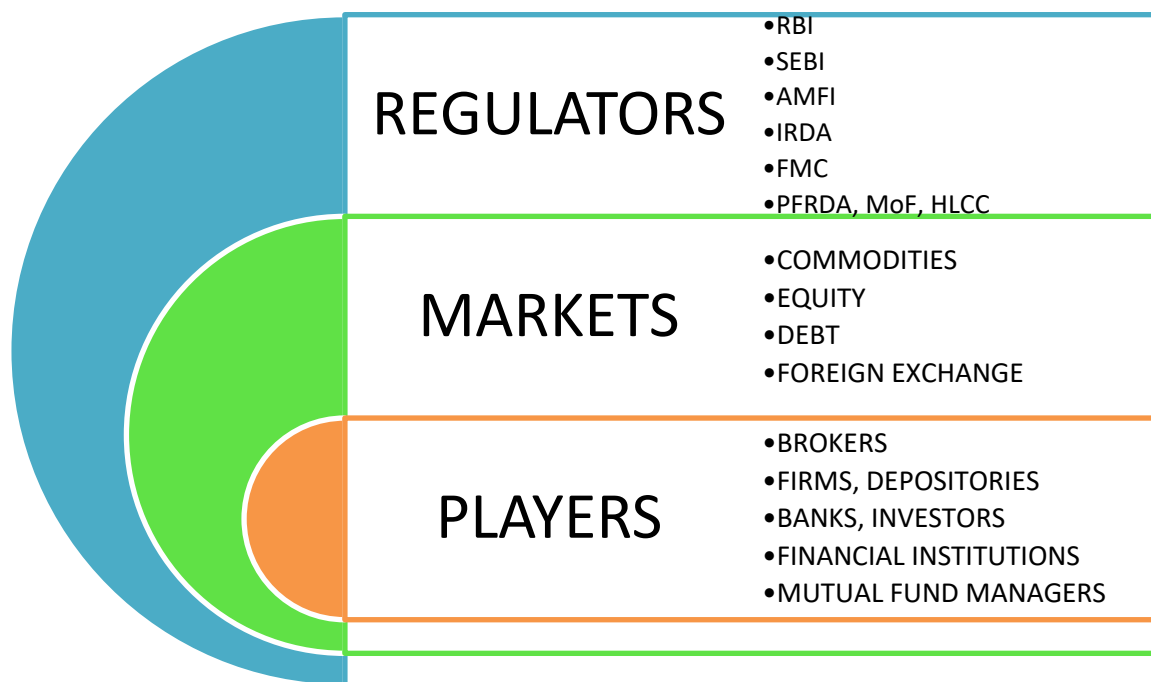 REGULATORS
•RBI
•SEBI
•AMFI
•IRDA
•FMC
•PFRDA, MoF, HLCC
MARKETS
•COMMODITIES
•EQUITY
•DEBT
•FOREIGN EXCHANGE
PLAYERS
•BROKERS
•FIRMS, DEPOSITORIES
•BANKS, INVESTORS
•FINANCIAL INSTITUTIONS
•MUTUAL FUND MANAGERS